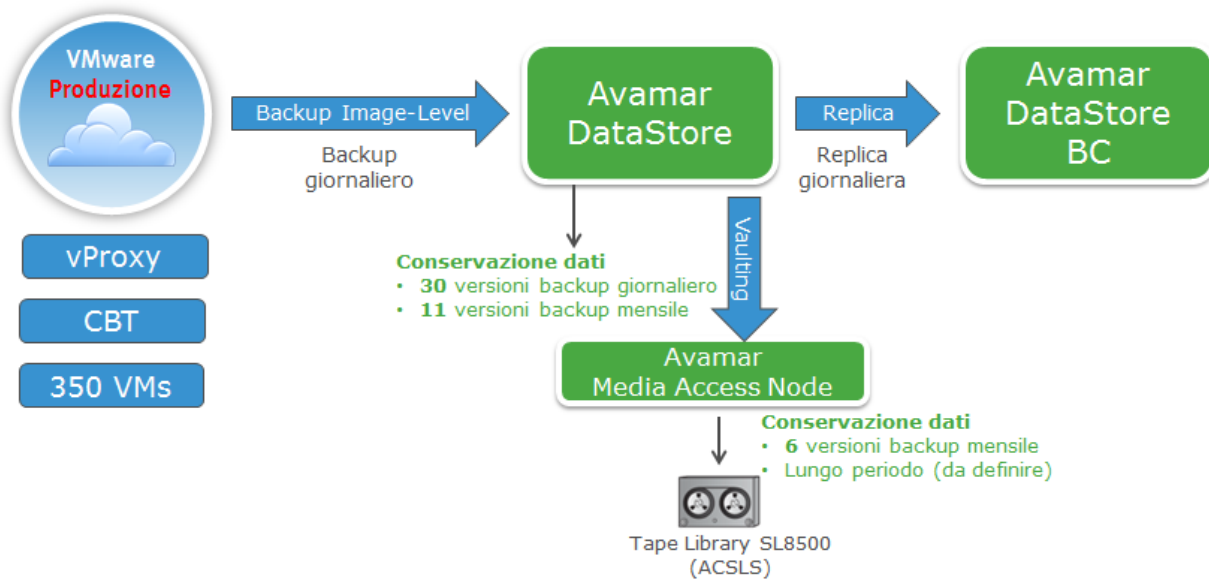 VMware
Produzione
Backup Image-Level
Backup
giornaliero
Avamar
DataStore
Replica
Replica
giornaliera
Avamar
DataStore
BC
vProxy
CBT
350 VMs
Conservazione dati
• 30 versioni backup giornaliero
• 11 versioni backup mensile
Vaulting
Avamar
Media Access Node
Conservazione dati
• 6 versioni backup mensile
• Lungo periodo (da definire)
Tape Library SL8500
(ACSLS)